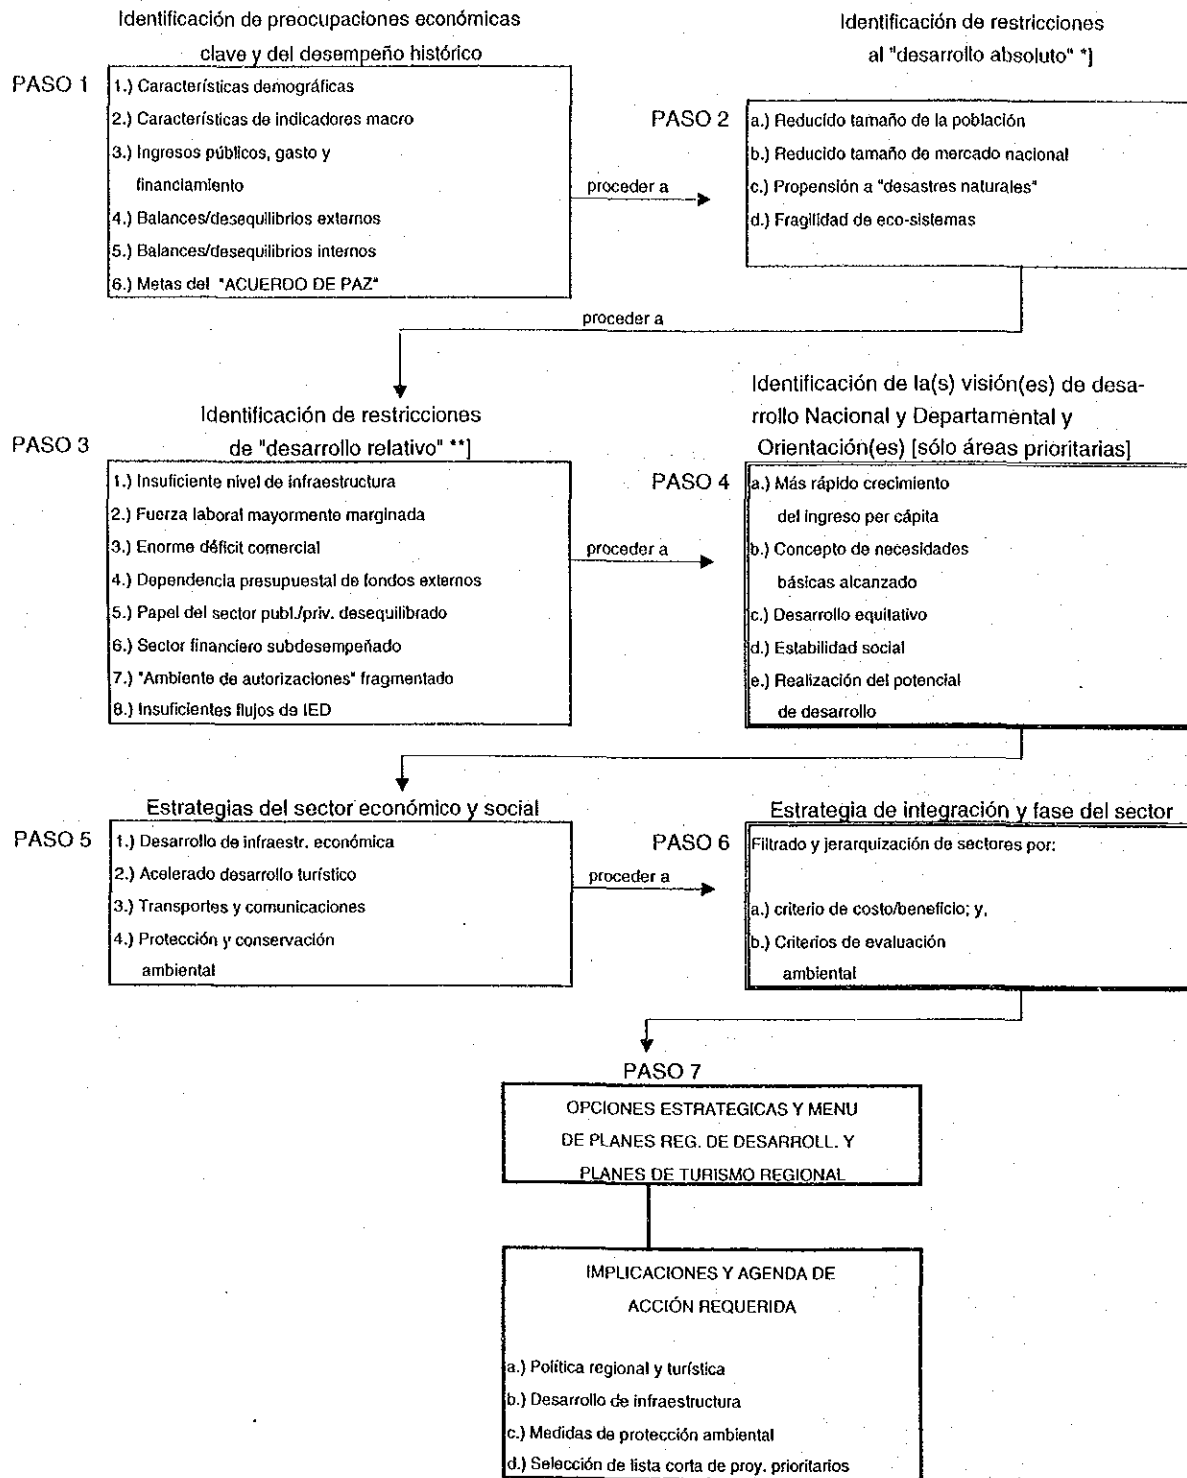 Identificación de preocupaciones económicas
clave y del desempeño histórico
PASO 1
1.) Características demográficas
2.) Características de indicadores macro
3.) Ingresos públicos, gasto y
financiamiento
4.) Balances/desequilibrios externos
5.) Balances/desequilibrios internos
6.) Metas del "ACUERDO DE PAZ"
proceder a
Identificación de restricciones
al "desarrollo absoluto" *]
PASO 2
a.) Reducido tamaño de la población
b.) Reducido tamaño de mercado nacional
c.) Propensión a "desastres naturales"
d.) Fragilidad de eco-sistemas
proceder a
Identificación de restricciones
de "desarrollo relativo" **]
PASO 3
1.) Insuficiente nivel de infraestructura
2.) Fuerza laboral mayormente marginada
3.) Enorme déficit comercial
4.) Dependencia presupuestal de fondos externos
5.) Papel del sector publ./priv. desequilibrado
6.) Sector financiero subdesempeñado
7.) "Ambiente de autorizaciones" fragmentado
8.) Insuficientes flujos de IED
proceder a
Identificación de la(s) visión(es) de desa-
rrollo Nacional y Departamental y
Orientación(es) [sólo áreas prioritarias]
PASO 4
a.) Más rápido crecimiento
del ingreso per cápita
b.) Concepto de necesidades
básicas alcanzado
c.) Desarrollo equitativo
d.) Estabilidad social
e.) Realización del potencial
de desarrollo
Estrategias del sector económico y social
PASO 5
1.) Desarrollo de infraestr. económica
2.) Acelerado desarrollo turístico
3.) Transportes y comunicaciones
4.) Protección y conservación
ambiental
proceder a
Estrategia de integración y fase del sector
PASO 6
Filtrado y jerarquización de sectores por:
a.) criterio de costo/beneficio; y,
b.) Criterios de evaluación
ambiental
PASO 7
OPCIONES ESTRATEGICAS Y MENU
DE PLANES REG. DE DESARROLL. Y
PLANES DE TURISMO REGIONAL
IMPLICACIONES Y AGENDA DE
ACCIÓN REQUERIDA
a.) Política regional y turística
b.) Desarrollo de infraestructura
c.) Medidas de protección ambiental
d.) Selección de lista corta de proy. prioritarios